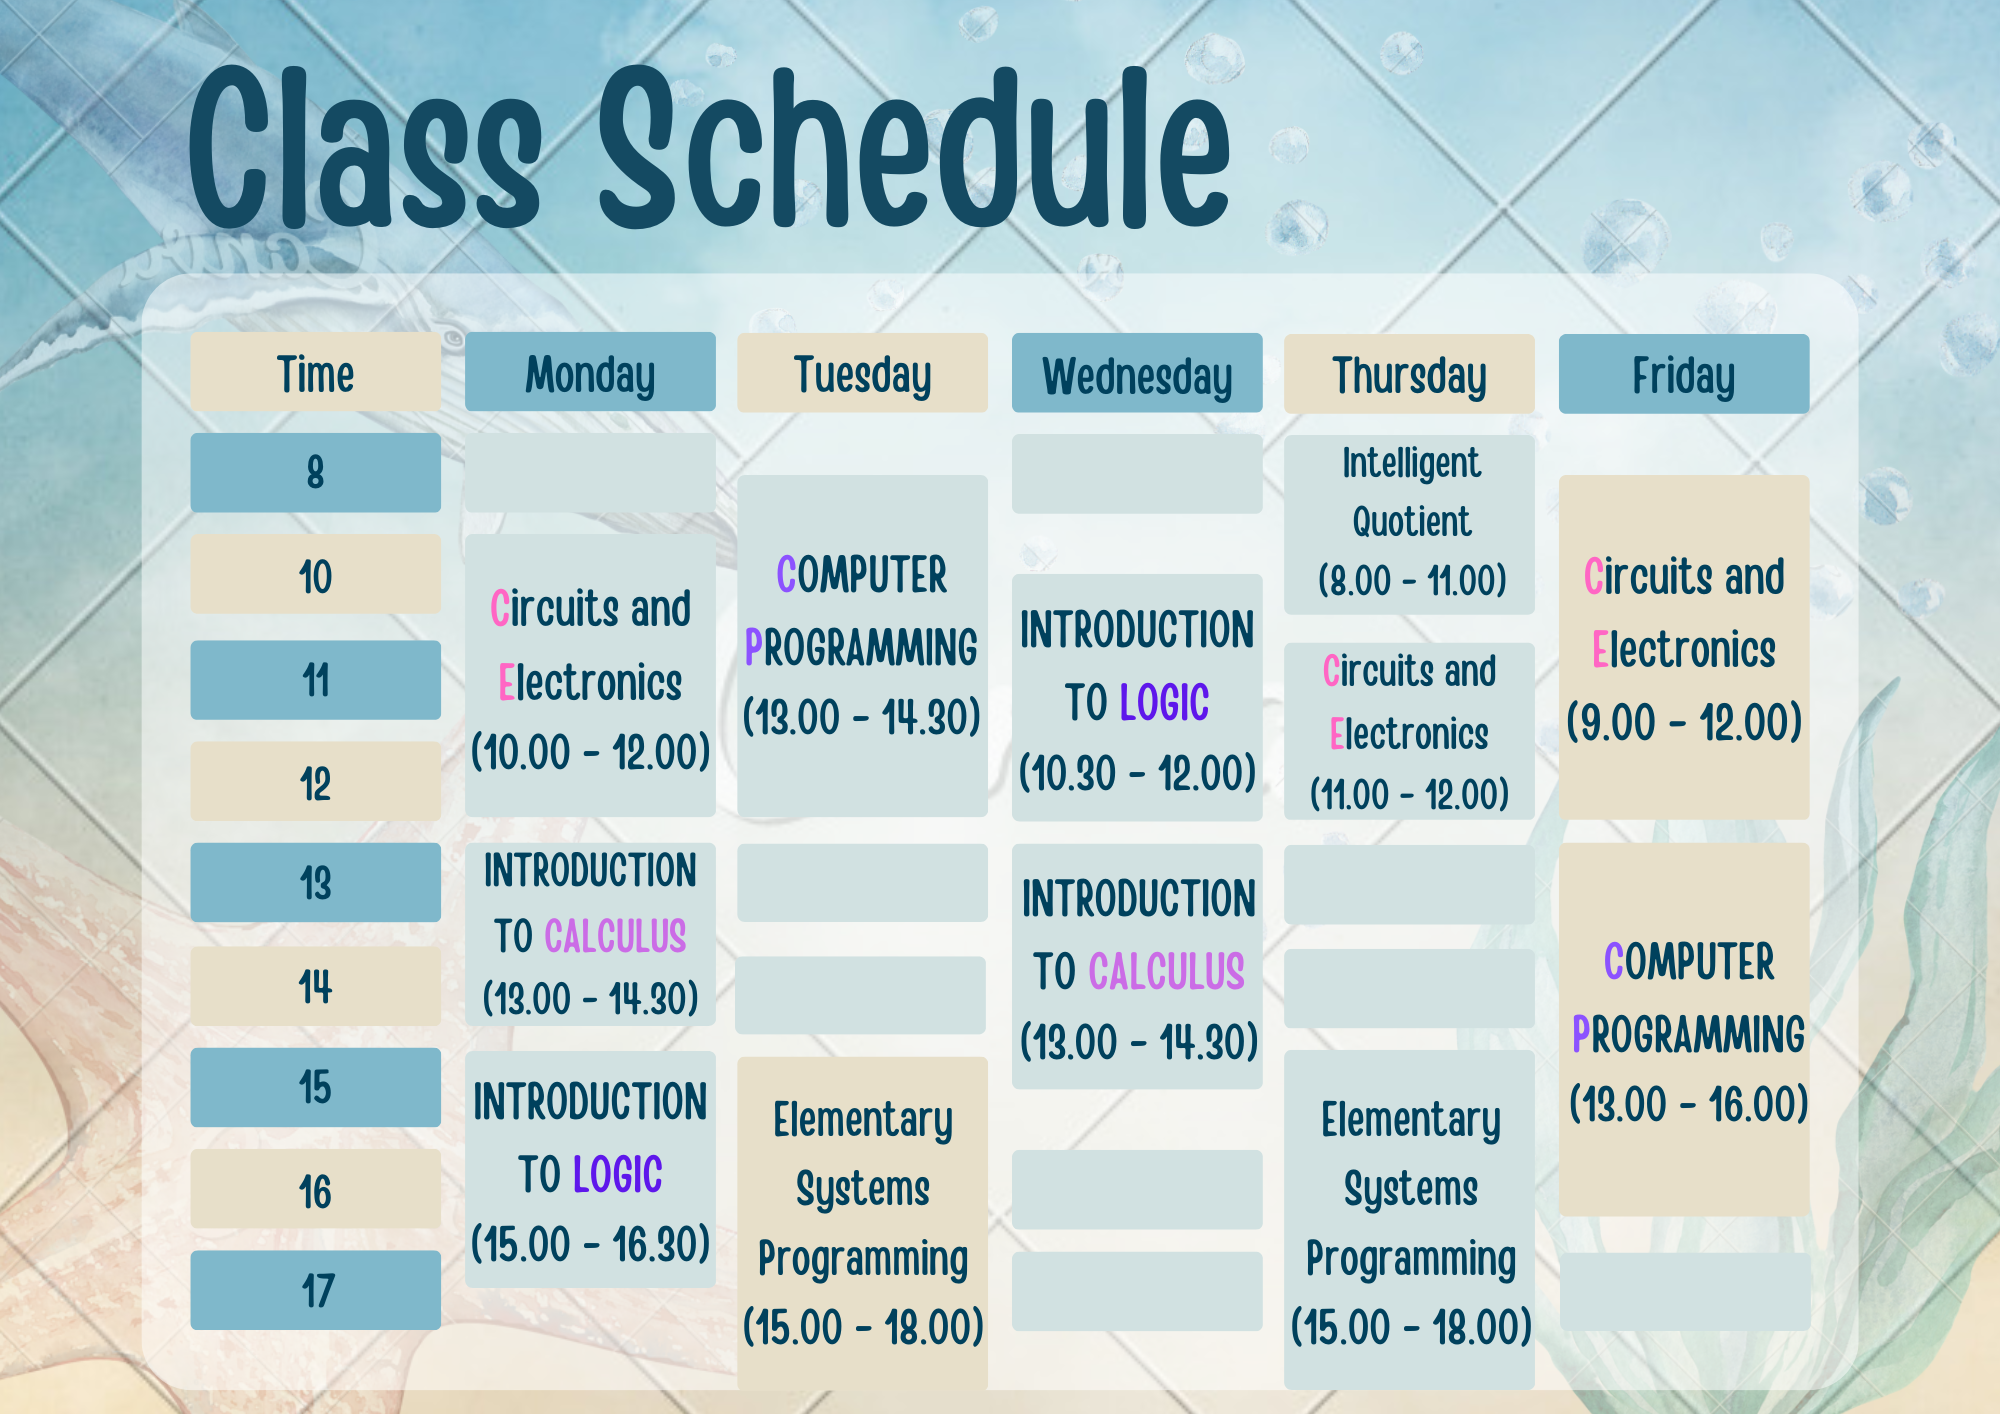 Class Schedule
Canva
Time
Monday
Tuesday
Wednesday
Thursday
Friday
8
10
11
12
13
14
15
16
17
Circuits and
Electronics
(10.00 - 12.00)
INTRODUCTION
TO CALCULUS
(13.00 - 14.30)
INTRODUCTION
TO LOGIC
(15.00 - 16.30)
COMPUTER
PROGRAMMING
(13.00 - 14.30)
Elementary
Systems
Programming
(15.00 - 18.00)
INTRODUCTION
TO LOGIC
(10.30 - 12.00)
INTRODUCTION
TO CALCULUS
(13.00 - 14.30)
Intelligent
Quotient
(8.00 - 11.00)
Circuits and
Electronics
(11.00 - 12.00)
Elementary
Systems
Programming
(15.00 - 18.00)
Circuits and
Electronics
(9.00 - 12.00)
COMPUTER
PROGRAMMING
(13.00 - 16.00)